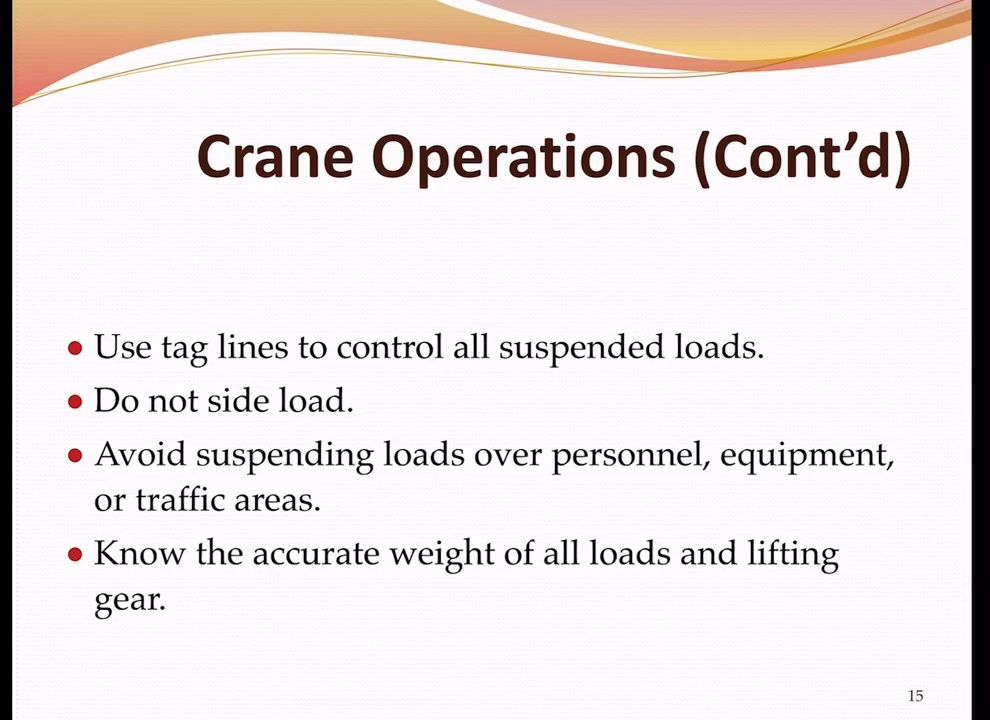 Crane Operations (Cont’d)
● Use tag lines to control all suspended loads.
● Do not side load.
● Avoid suspending loads over personnel, equipment,
or traffic areas.
● Know the accurate weight of all loads and lifting
gear.
15